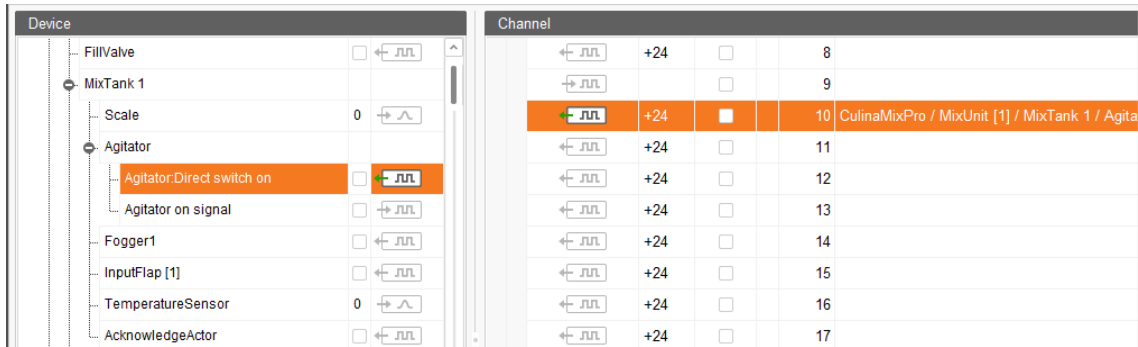 Device
FillValve
MixTank 1
Scale 0
Agitator
Agitator:Direct switch on
Agitator on signal
Fogger1
InputFlap [1]
TemperatureSensor 0
AcknowledgeActor
Channel
+24 8
9
+24 10 CulinaMixPro / MixUnit [1] / MixTank 1 / Agita
+24 11
+24 12
+24 13
+24 14
+24 15
+24 16
+24 17